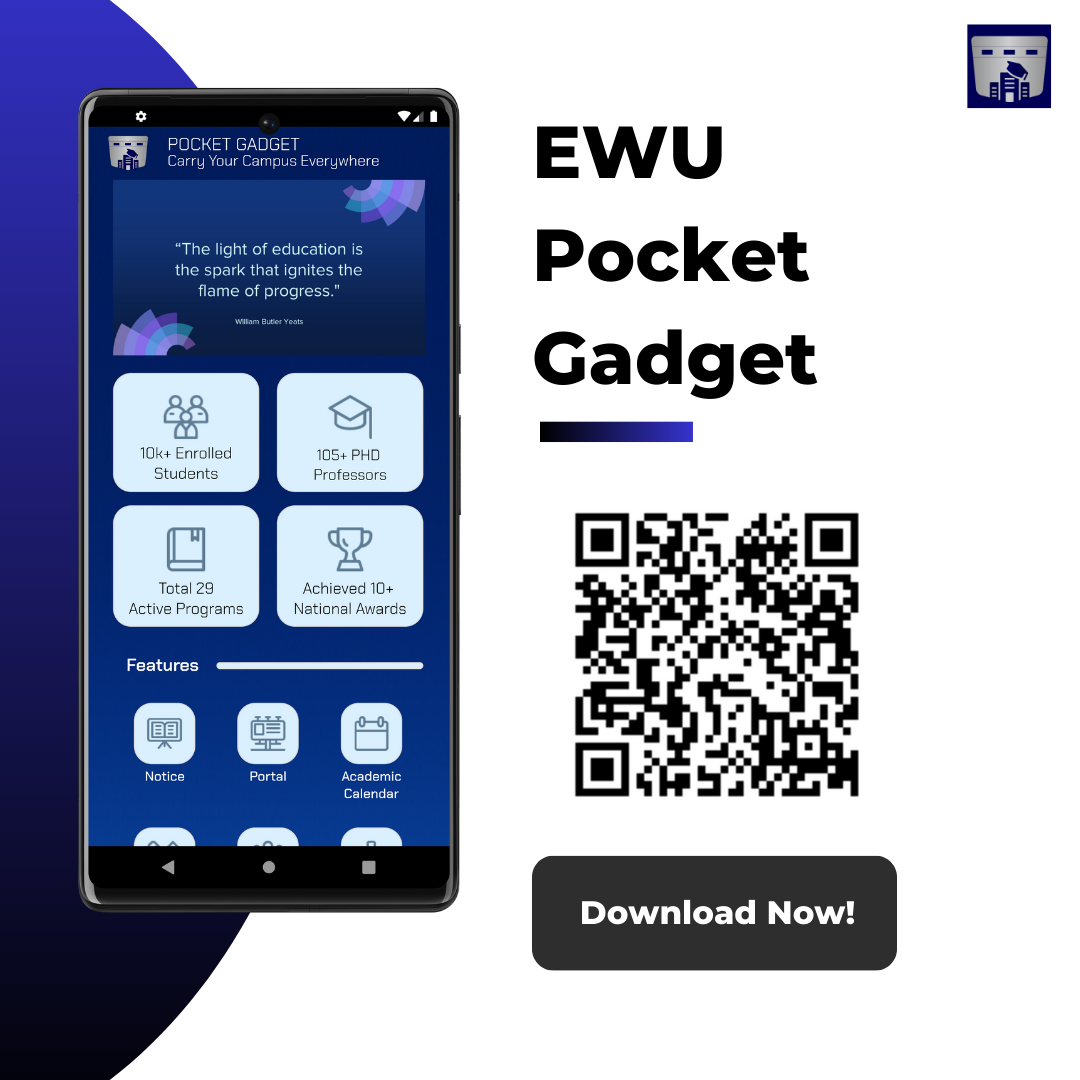 POCKET GADGET
Carry Your Campus Everywhere
“The light of education is
the spark that ignites the
flame of progress."
William Butler Yeats
10k+ Enrolled
Students
105+ PHD
Professors
Total 29
Active Programs
Achieved 10+
National Awards
Features
Notice
Portal
Academic
Calendar
EWU
Pocket
Gadget
Download Now!